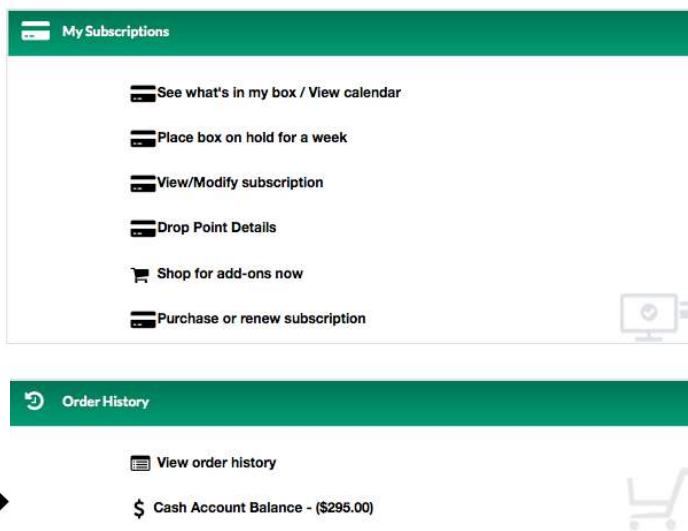 My Subscriptions
See what's in my box / View calendar
Place box on hold for a week
View/Modify subscription
Drop Point Details
Shop for add-ons now
Purchase or renew subscription
Order History
View order history
Cash Account Balance - ($295.00)